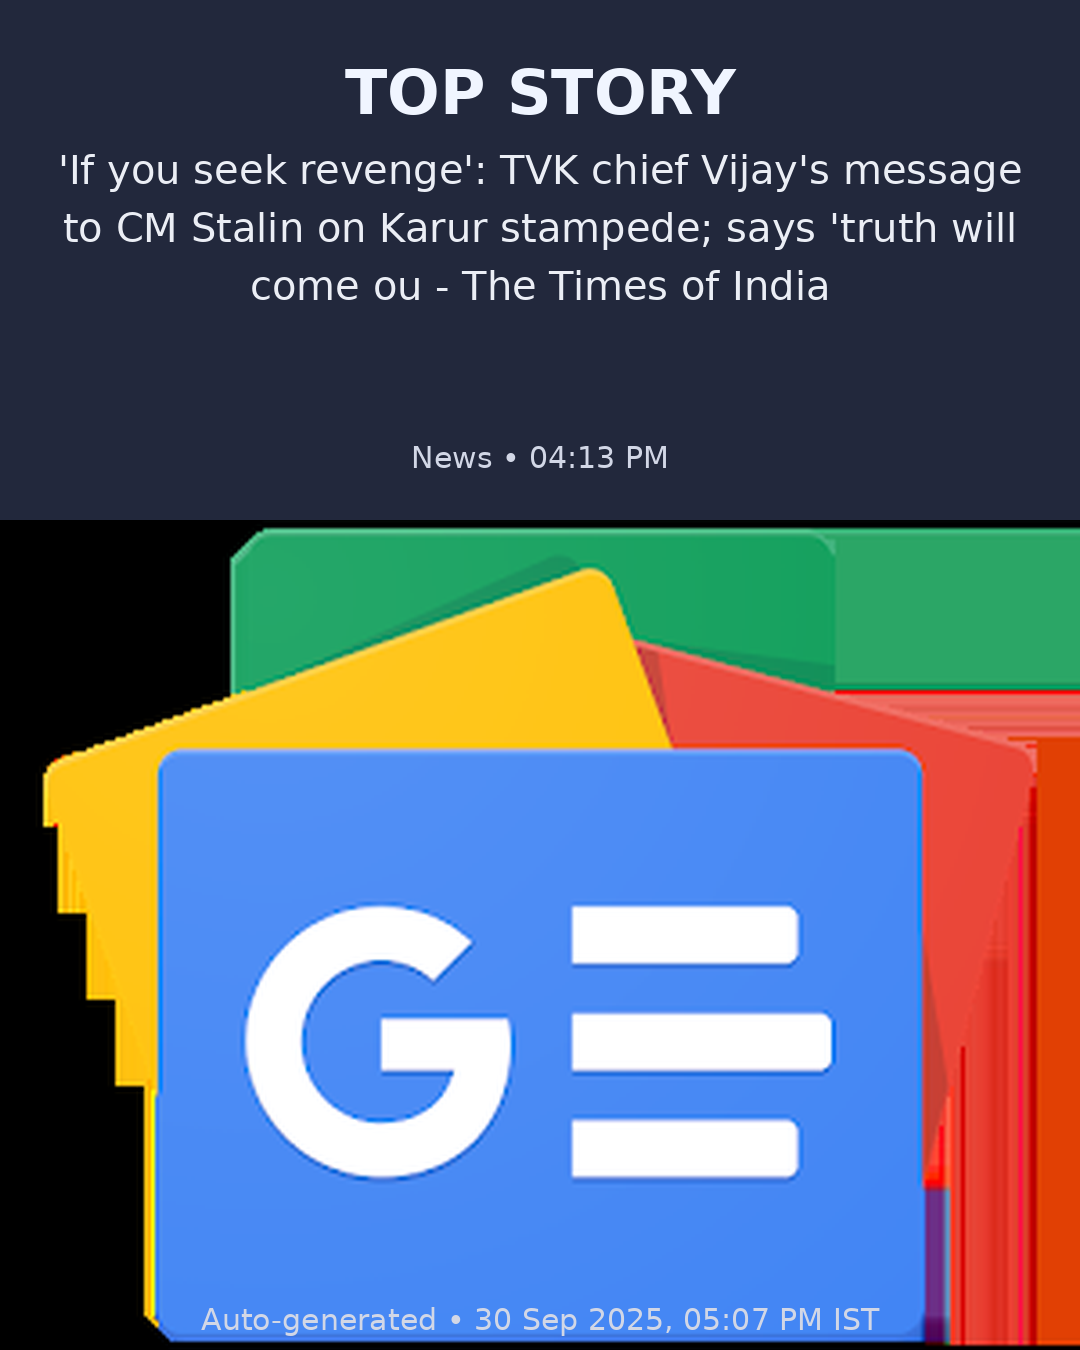 TOP STORY
'If you seek revenge': TVK chief Vijay's message
to CM Stalin on Karur stampede; says 'truth will
come ou - The Times of India
News • 04:13 PM
G
Auto-generated • 30 Sep 2025, 05:07 PM IST